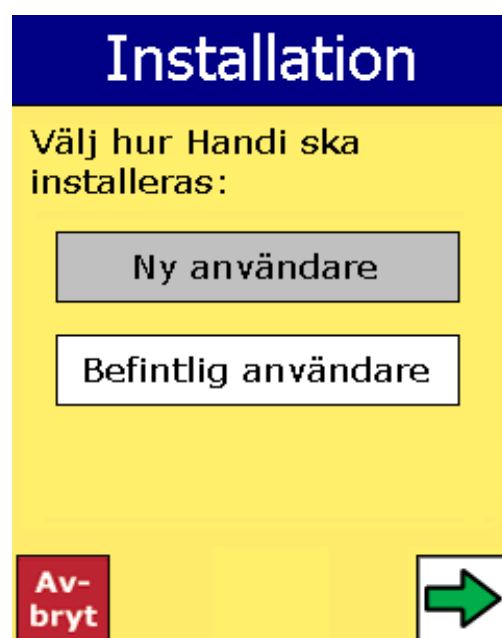 Installation
Välj hur Handi ska
installeras:
Ny användare
Befintlig användare
Av-
bryt